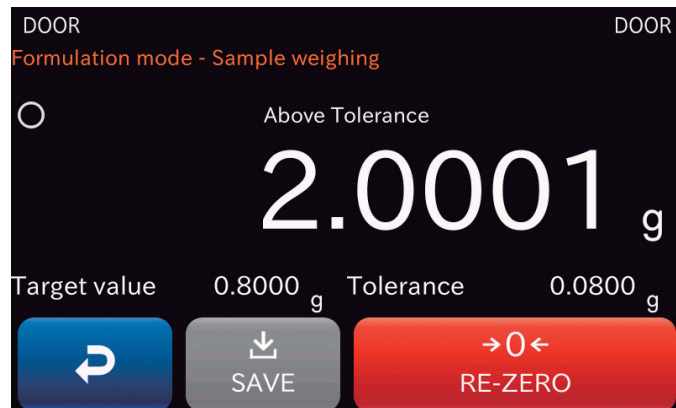 DOOR DOOR
Formulation mode - Sample weighing
Above Tolerance
2.0001 g
Target value 0.8000 g Tolerance 0.0800 g
SAVE →0← RE-ZERO